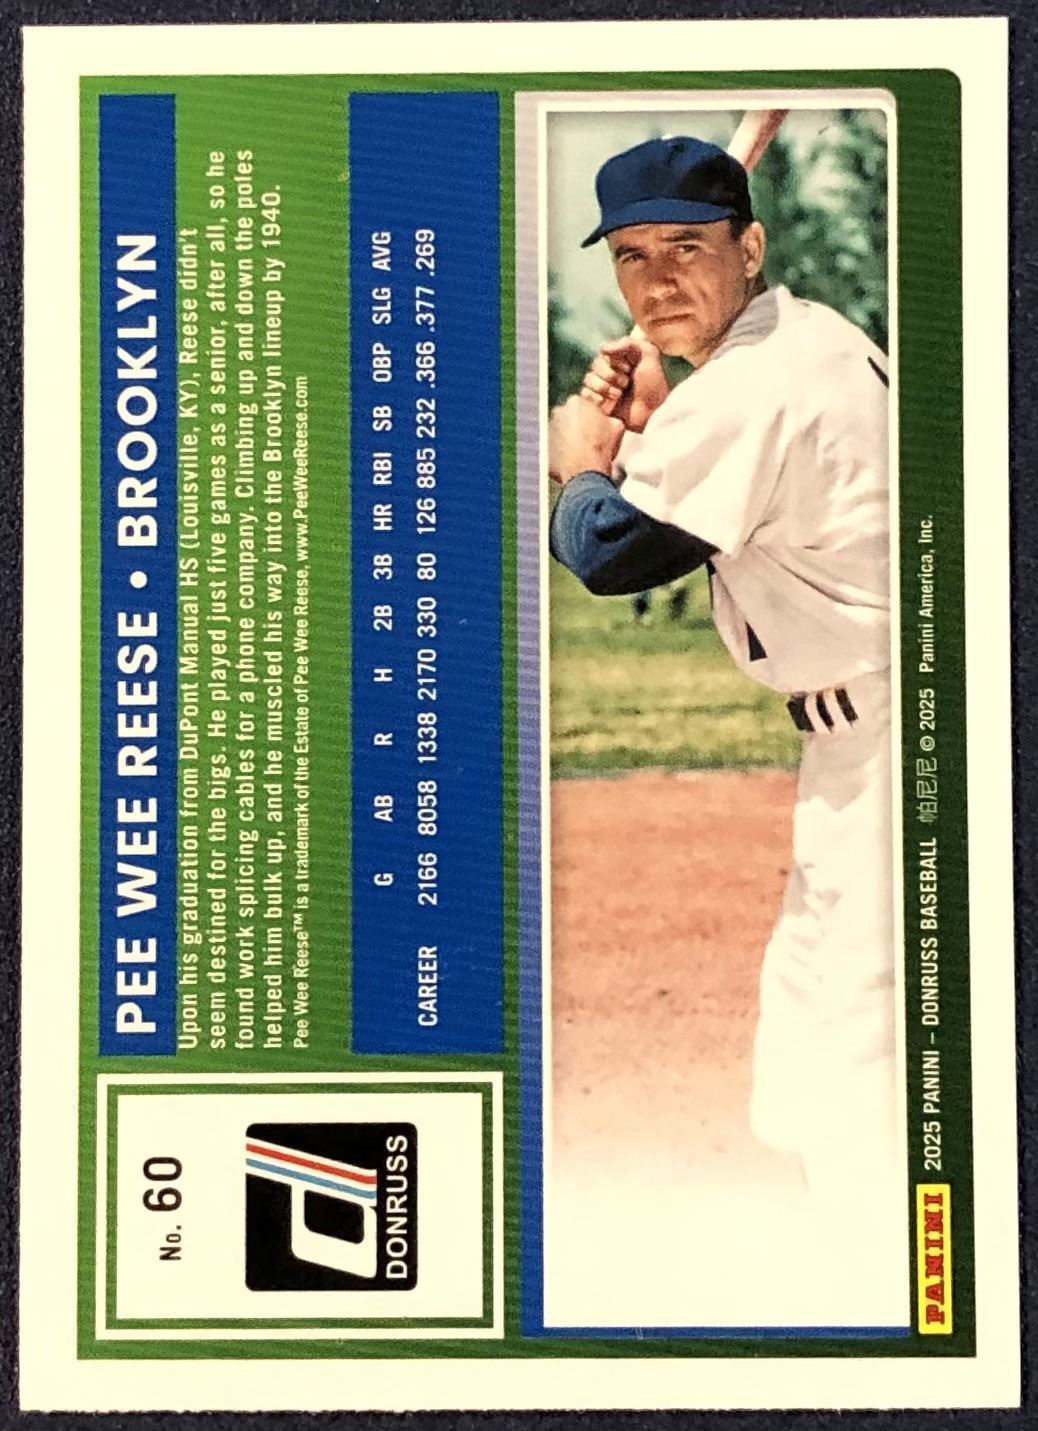 No. 60
DONRUSS
PEE WEE REESE • BROOKLYN
Upon his graduation from DuPont Manual HS (Louisville, KY), Reese didn't
seem destined for the bigs. He played just five games as a senior, after all, so he
found work splicing cables for a phone company. Climbing up and down the poles
helped him bulk up, and he muscled his way into the Brooklyn lineup by 1940.
Pee Wee Reese™ is a trademark of the Estate of Pee Wee Reese, www.PeeWeeReese.com
G AB R H 2B 3B HR RBI SB OBP SLG AVG
CAREER 2166 8058 1338 2170 330 80 126 885 232 .366 .377 .269
PANINI 2025 PANINI – DONRUSS BASEBALL 帕尼尼 © 2025 Panini America, Inc.